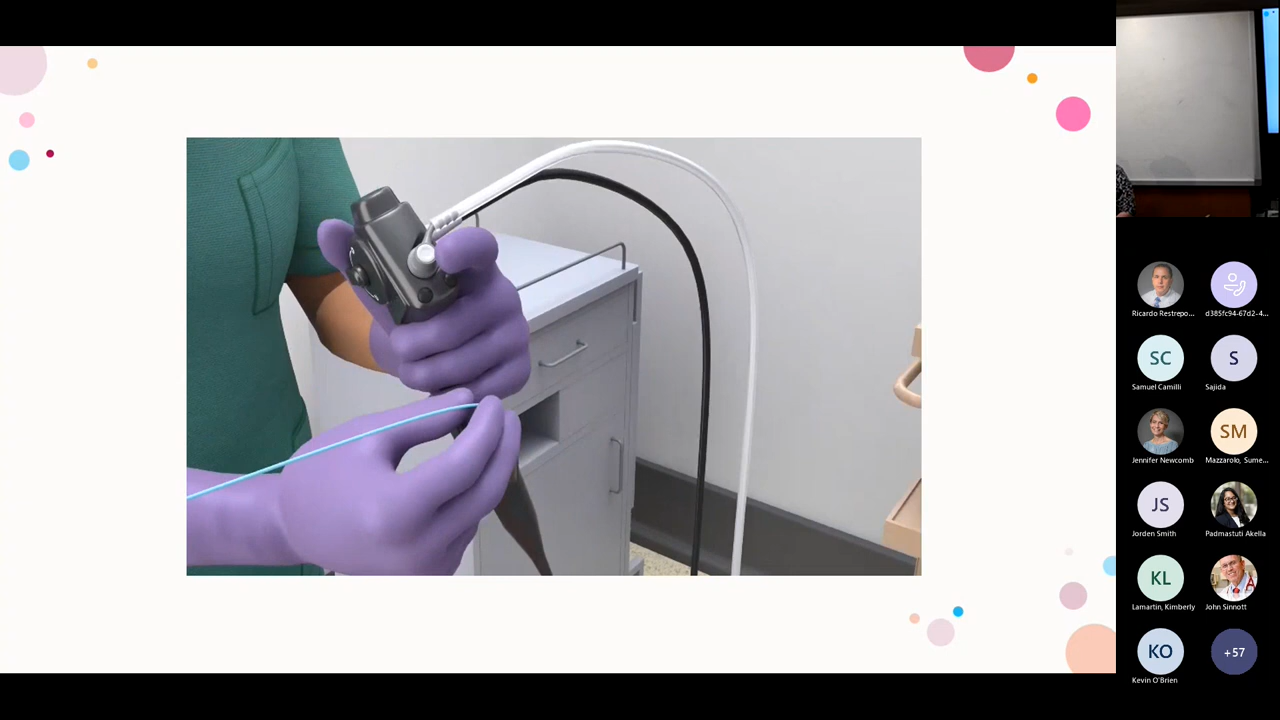 Ricardo Restrepo...
d385fc94-67d2-4...
SC
S
Samuel Camilli
Sajida
SM
Jennifer Newcomb
Mazzarolo, Sume...
JS
Jorden Smith
Padmastuti Akella
KL
A
Lamartin, Kimberly
John Sinnott
KO
+57
Kevin O'Brien